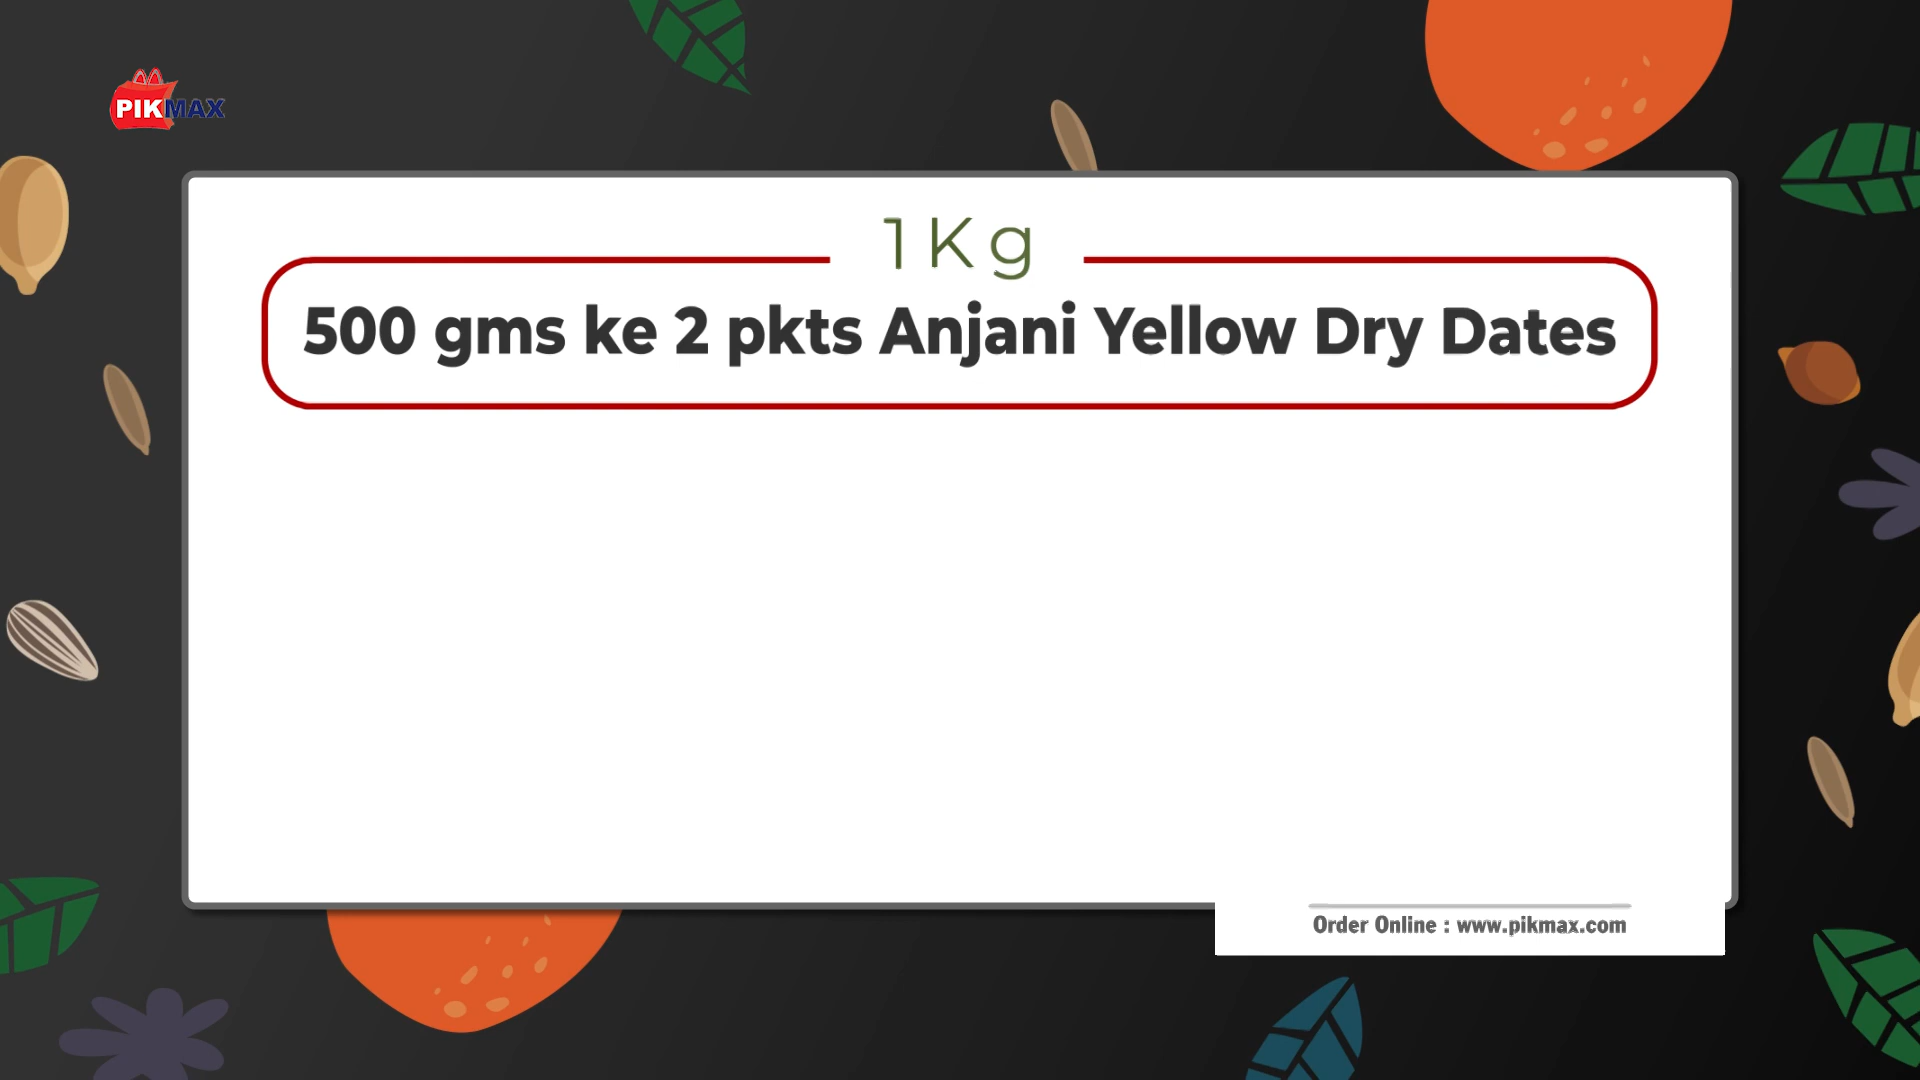 PIKMAX
1Kg
500 gms ke 2 pkts Anjani Yellow Dry Dates
Order Online : www.pikmax.com